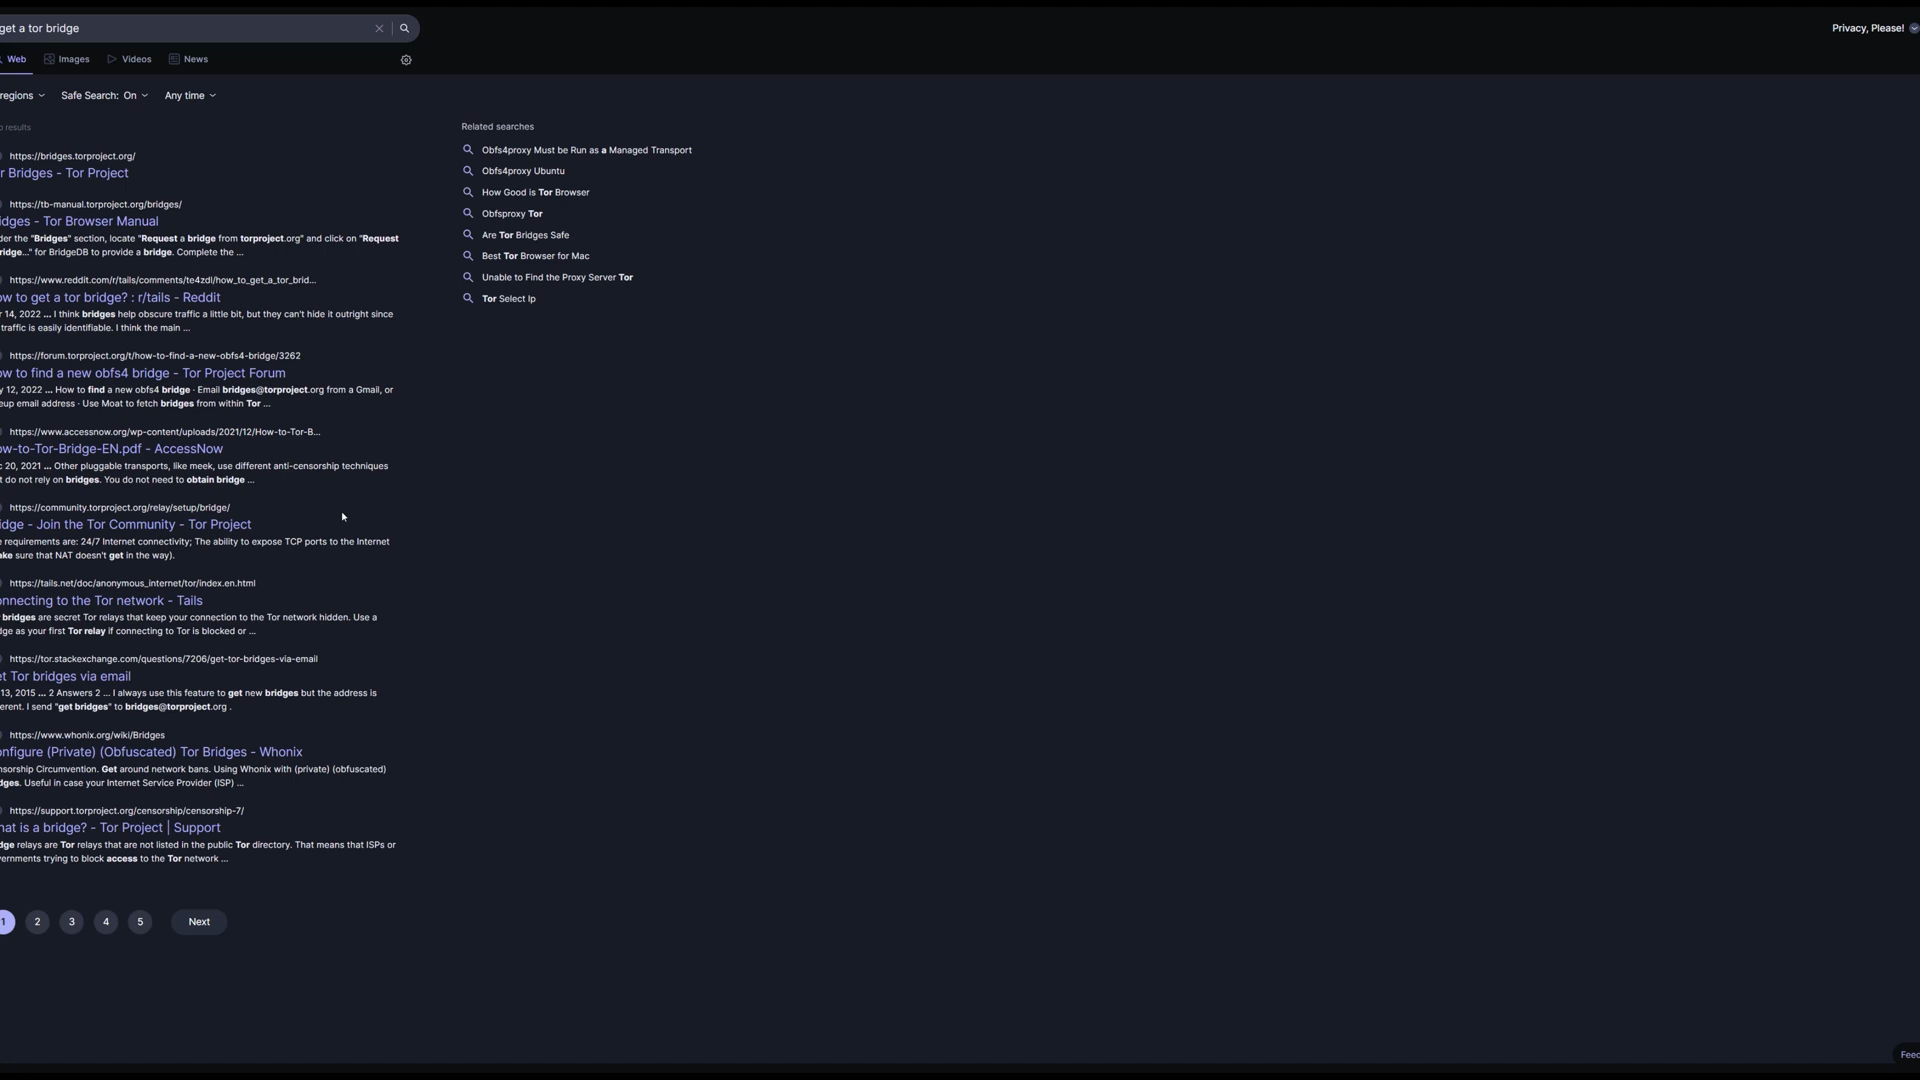 get a tor bridge
Privacy, Please!
Web
Images
Videos
News
regions
Safe Search: On
Any time
results
https://bridges.torproject.org/
r Bridges - Tor Project
https://tb-manual.torproject.org/bridges/
idges - Tor Browser Manual
der the "Bridges" section, locate "Request a bridge from torproject.org" and click on "Request
ridge..." for BridgeDB to provide a bridge. Complete the ...
https://www.reddit.com/r/tails/comments/te4zdl/how_to_get_a_tor_brid...
ow to get a tor bridge? : r/tails - Reddit
r 14, 2022 ... I think bridges help obscure traffic a little bit, but they can't hide it outright since
traffic is easily identifiable. I think the main ...
https://forum.torproject.org/t/how-to-find-a-new-obfs4-bridge/3262
ow to find a new obfs4 bridge - Tor Project Forum
y 12, 2022 ... How to find a new obfs4 bridge · Email bridges@torproject.org from a Gmail, or
eup email address · Use Moat to fetch bridges from within Tor ...
https://www.accessnow.org/wp-content/uploads/2021/12/How-to-Tor-B...
ow-to-Tor-Bridge-EN.pdf - AccessNow
c 20, 2021 ... Other pluggable transports, like meek, use different anti-censorship techniques
t do not rely on bridges. You do not need to obtain bridge ...
https://community.torproject.org/relay/setup/bridge/
idge - Join the Tor Community - Tor Project
e requirements are: 24/7 Internet connectivity; The ability to expose TCP ports to the Internet
ake sure that NAT doesn't get in the way).
https://tails.net/doc/anonymous_internet/tor/index.en.html
onnecting to the Tor network - Tails
bridges are secret Tor relays that keep your connection to the Tor network hidden. Use a
dge as your first Tor relay if connecting to Tor is blocked or ...
https://tor.stackexchange.com/questions/7206/get-tor-bridges-via-email
et Tor bridges via email
13, 2015 ... 2 Answers 2 ... I always use this feature to get new bridges but the address is
erent. I send "get bridges" to bridges@torproject.org .
https://www.whonix.org/wiki/Bridges
onfigure (Private) (Obfuscated) Tor Bridges - Whonix
nsorship Circumvention. Get around network bans. Using Whonix with (private) (obfuscated)
dges. Useful in case your Internet Service Provider (ISP) ...
https://support.torproject.org/censorship/censorship-7/
hat is a bridge? - Tor Project | Support
dge relays are Tor relays that are not listed in the public Tor directory. That means that ISPs or
vernments trying to block access to the Tor network ...
1 2 3 4 5 Next
Related searches
Obfs4proxy Must be Run as a Managed Transport
Obfs4proxy Ubuntu
How Good is Tor Browser
Obfsproxy Tor
Are Tor Bridges Safe
Best Tor Browser for Mac
Unable to Find the Proxy Server Tor
Tor Select Ip
Feed